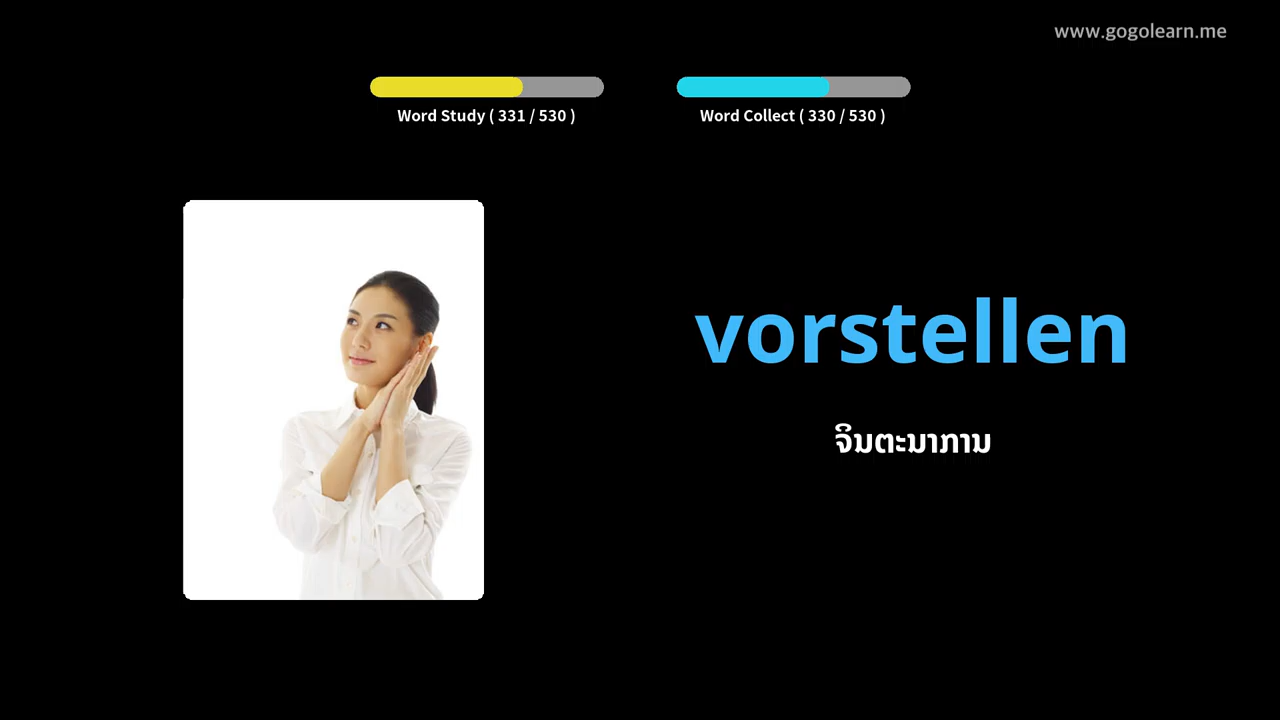 www.gogolearn.me
Word Study ( 331 / 530 )
Word Collect ( 330 / 530 )
vorstellen
ຈິນຕະນາການ